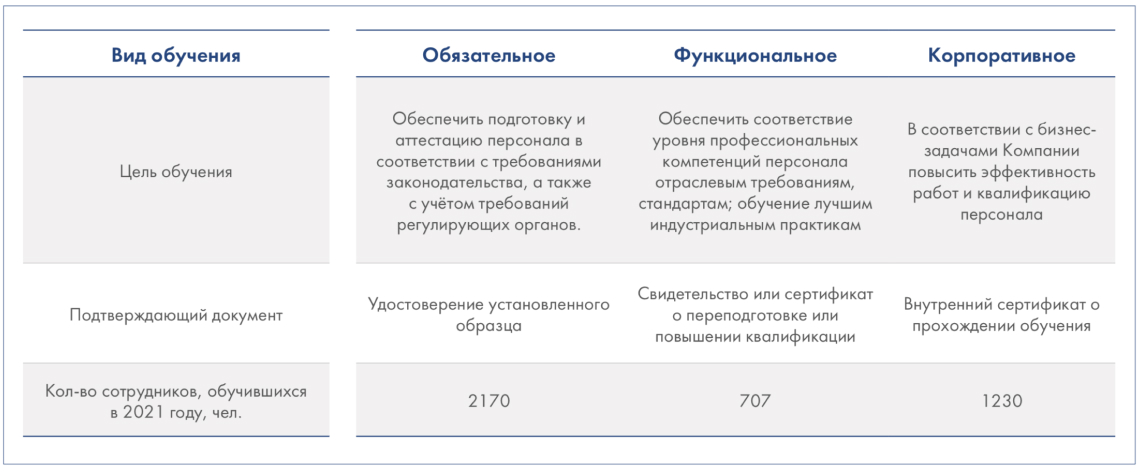 Вид обучения
Обязательное
Функциональное
Корпоративное
Цель обучения
Обеспечить подготовку и
аттестацию персонала в
соответствии с требованиями
законодательства, а также
с учётом требований
регулирующих органов.
Обеспечить соответствие
уровня профессиональных
компетенций персонала
отраслевым требованиям,
стандартам; обучение лучшим
индустриальным практикам
В соответствии с бизнес-
задачами Компании
повысить эффективность
работ и квалификацию
персонала
Подтверждающий документ
Удостоверение установленного
образца
Свидетельство или сертификат
о переподготовке или
повышении квалификации
Внутренний сертификат о
прохождении обучения
Кол-во сотрудников, обучившихся
в 2021 году, чел.
2170
707
1230